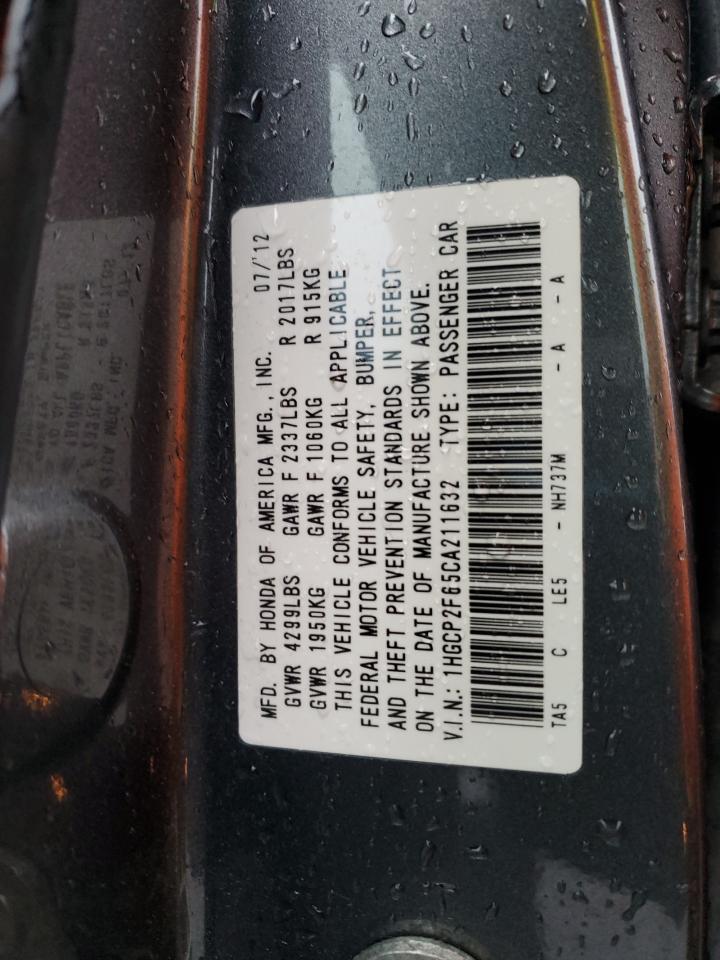 MFD. BY HONDA OF AMERICA MFG., INC. 07/'12
GVWR 4299LBS GAWR F 2337LBS R 2017LBS
GVWR 1950KG GAWR F 1060KG R 915KG
THIS VEHICLE CONFORMS TO ALL APPLICABLE
FEDERAL MOTOR VEHICLE SAFETY, BUMPER,
AND THEFT PREVENTION STANDARDS IN EFFECT
ON THE DATE OF MANUFACTURE SHOWN ABOVE.
V.I.N.: 1HGCP2F65CA211632 TYPE: PASSENGER CAR
TA5 C LE5 - NH737M - A - A